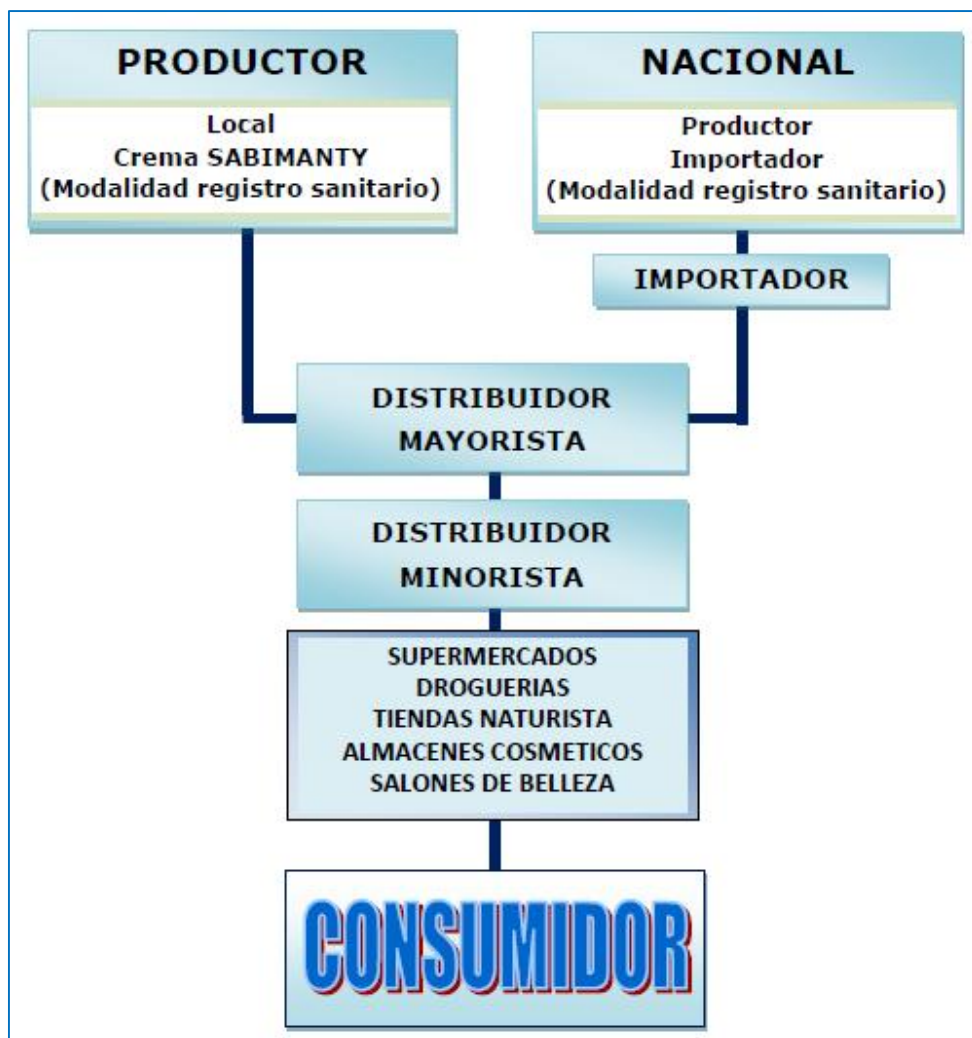 PRODUCTOR
Local
Crema SABIMANTY
(Modalidad registro sanitario)
NACIONAL
Productor
Importador
(Modalidad registro sanitario)
IMPORTADOR
DISTRIBUIDOR
MAYORISTA
DISTRIBUIDOR
MINORISTA
SUPERMERCADOS
DROGUERIAS
TIENDAS NATURISTA
ALMACENES COSMETICOS
SALONES DE BELLEZA
CONSUMIDOR